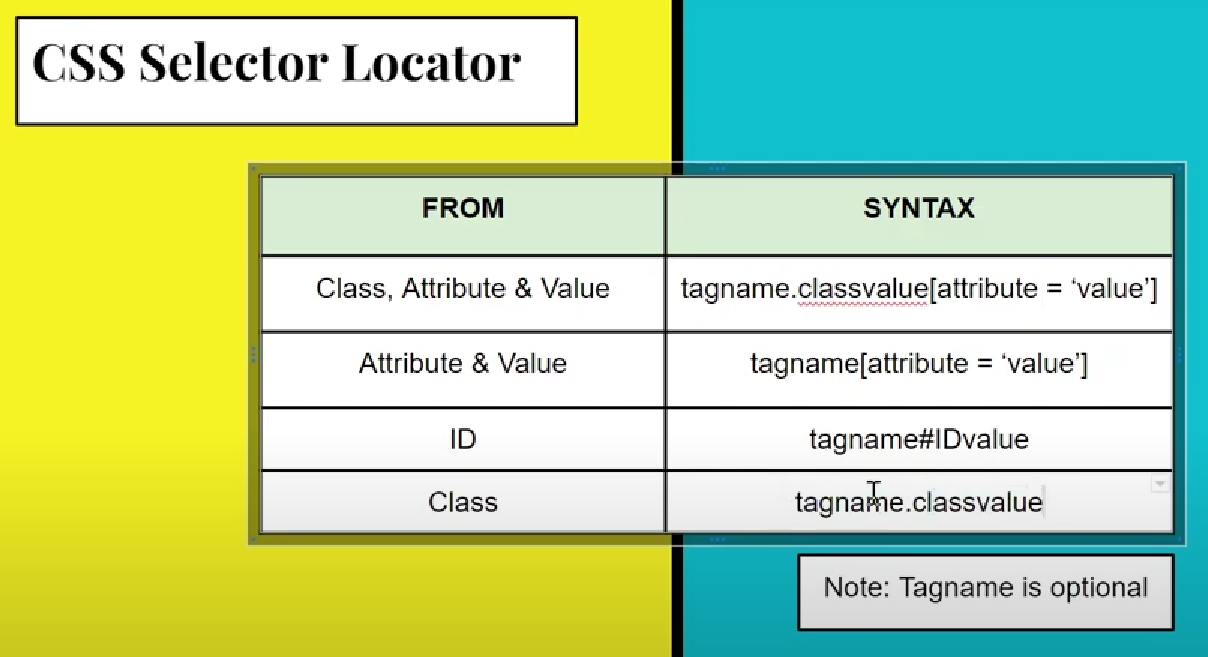 CSS Selector Locator
FROM
SYNTAX
Class, Attribute & Value
tagname.classvalue[attribute = ‘value’]
Attribute & Value
tagname[attribute = ‘value’]
ID
tagname#IDvalue
Class
tagname.classvalue
Note: Tagname is optional